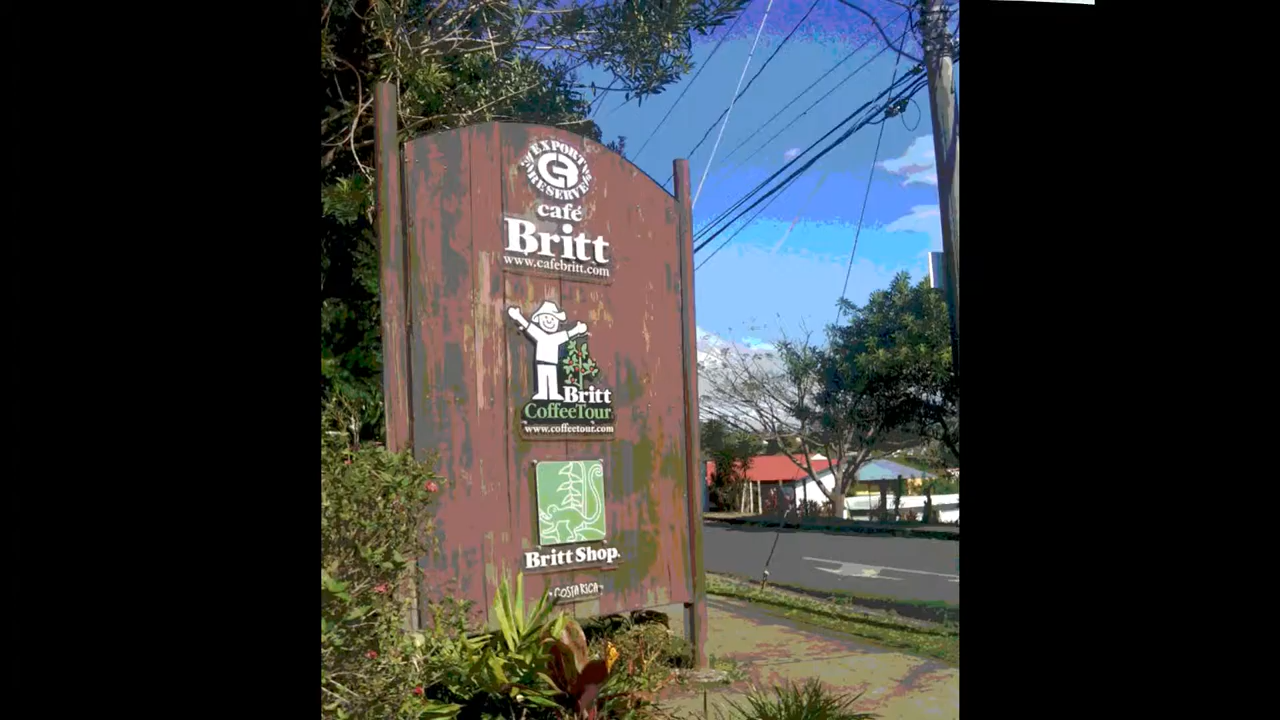 EXPORT
RESERVE
café
Britt
www.cafebritt.com
Britt
CoffeeTour
www.coffeetour.com
Britt Shop.
COSTA RICA